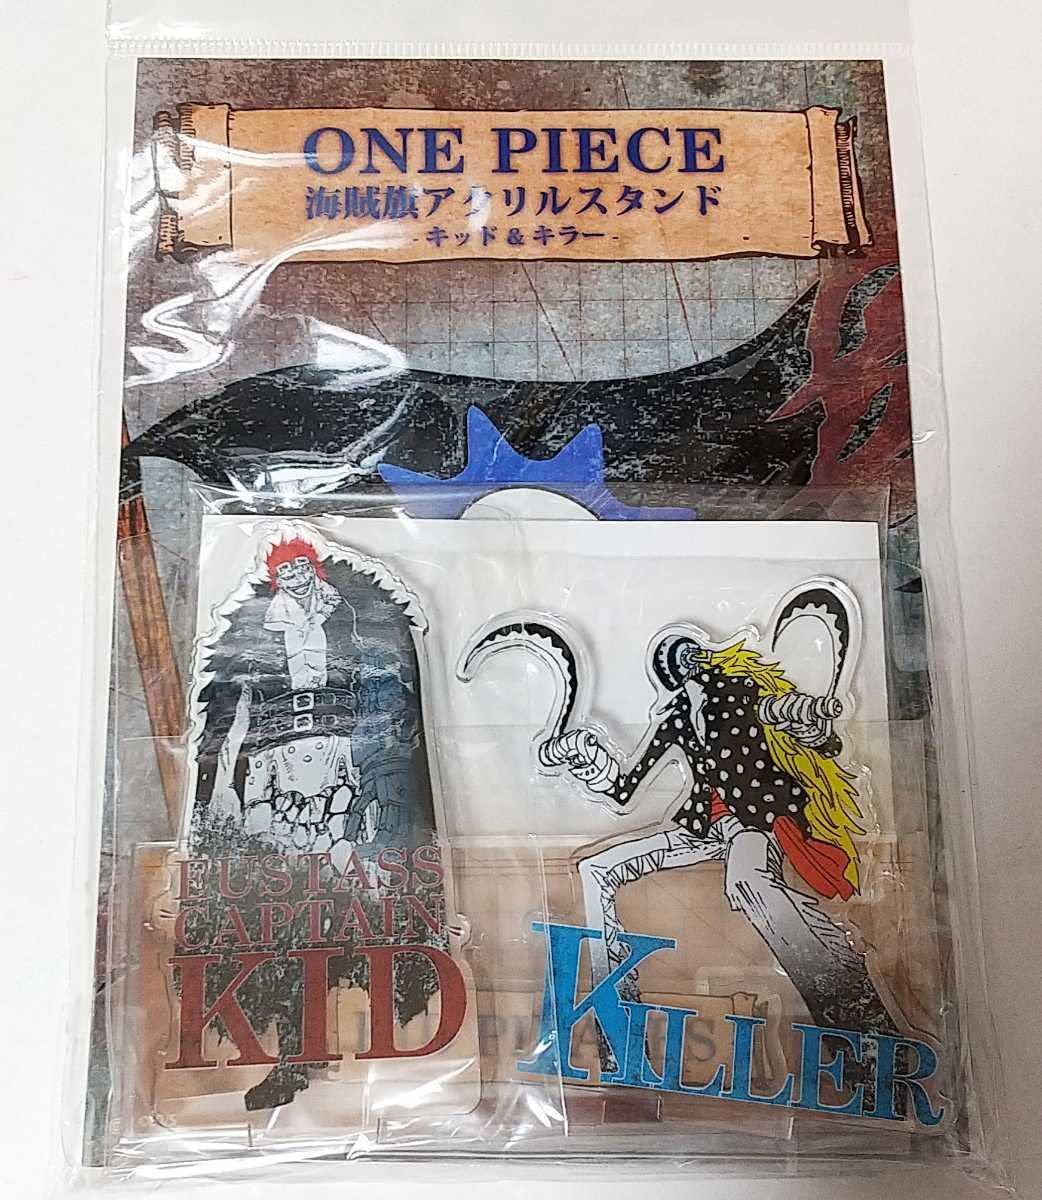 ONE PIECE
海賊旗アクリルスタンド
-キッド&キラー-
EUSTASS
CAPTAIN
KID
KILLER